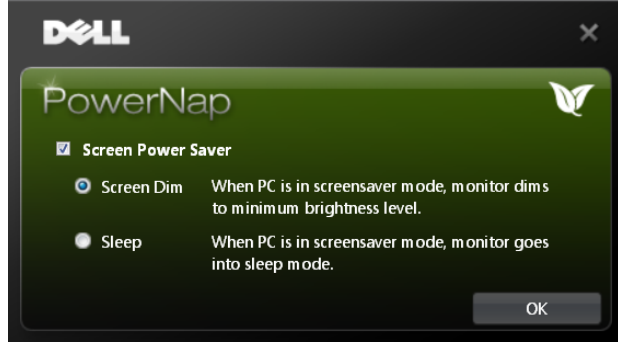 DELL
PowerNap
Screen Power Saver
Screen Dim When PC is in screensaver mode, monitor dims
to minimum brightness level.
Sleep When PC is in screensaver mode, monitor goes
into sleep mode.
OK